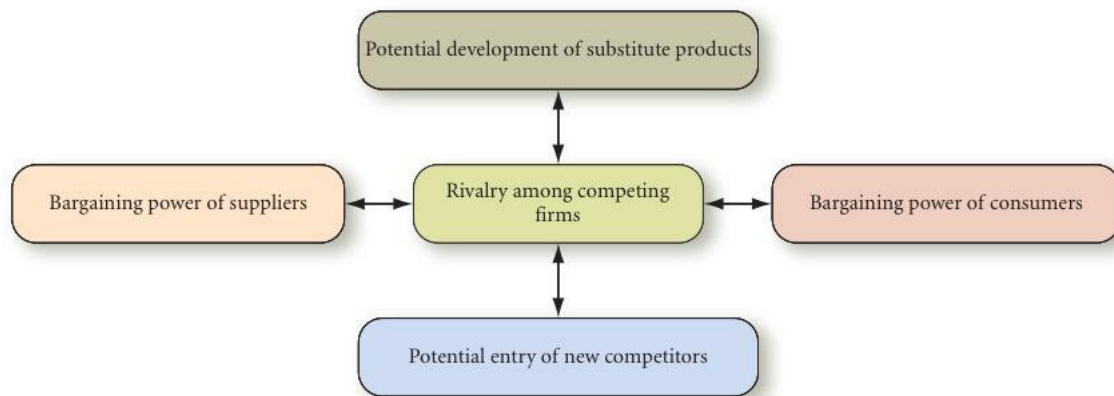 Potential development of substitute products
Bargaining power of suppliers
Rivalry among competing
firms
Bargaining power of consumers
Potential entry of new competitors